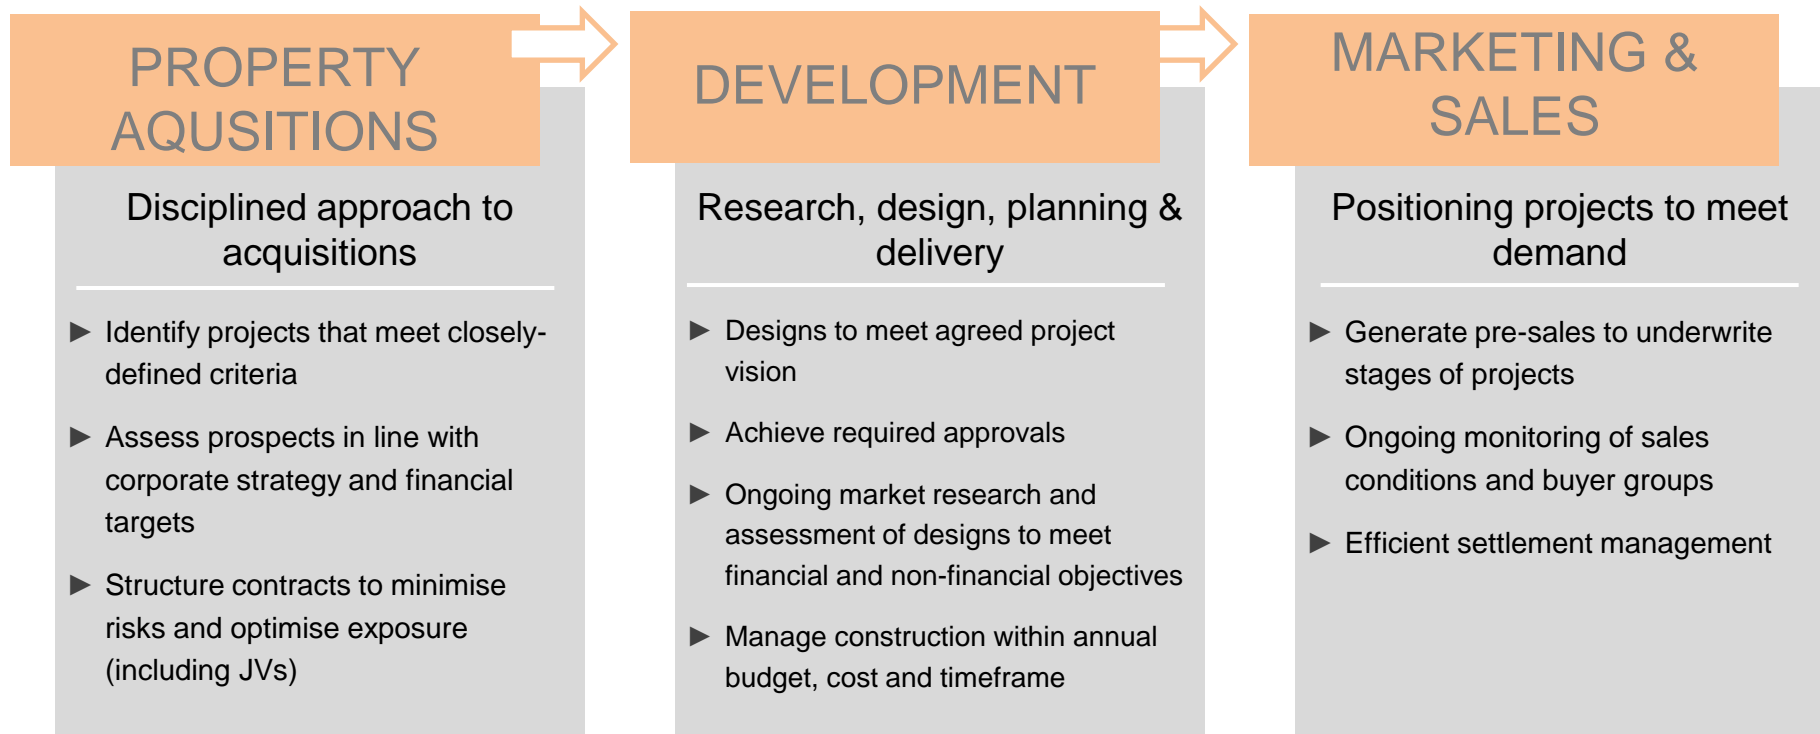 PROPERTY
AQUSITIONS
Disciplined approach to
acquisitions
► Identify projects that meet closely-
defined criteria
► Assess prospects in line with
corporate strategy and financial
targets
► Structure contracts to minimise
risks and optimise exposure
(including JVs)
DEVELOPMENT
Research, design, planning &
delivery
► Designs to meet agreed project
vision
► Achieve required approvals
► Ongoing market research and
assessment of designs to meet
financial and non-financial objectives
► Manage construction within annual
budget, cost and timeframe
MARKETING &
SALES
Positioning projects to meet
demand
► Generate pre-sales to underwrite
stages of projects
► Ongoing monitoring of sales
conditions and buyer groups
► Efficient settlement management